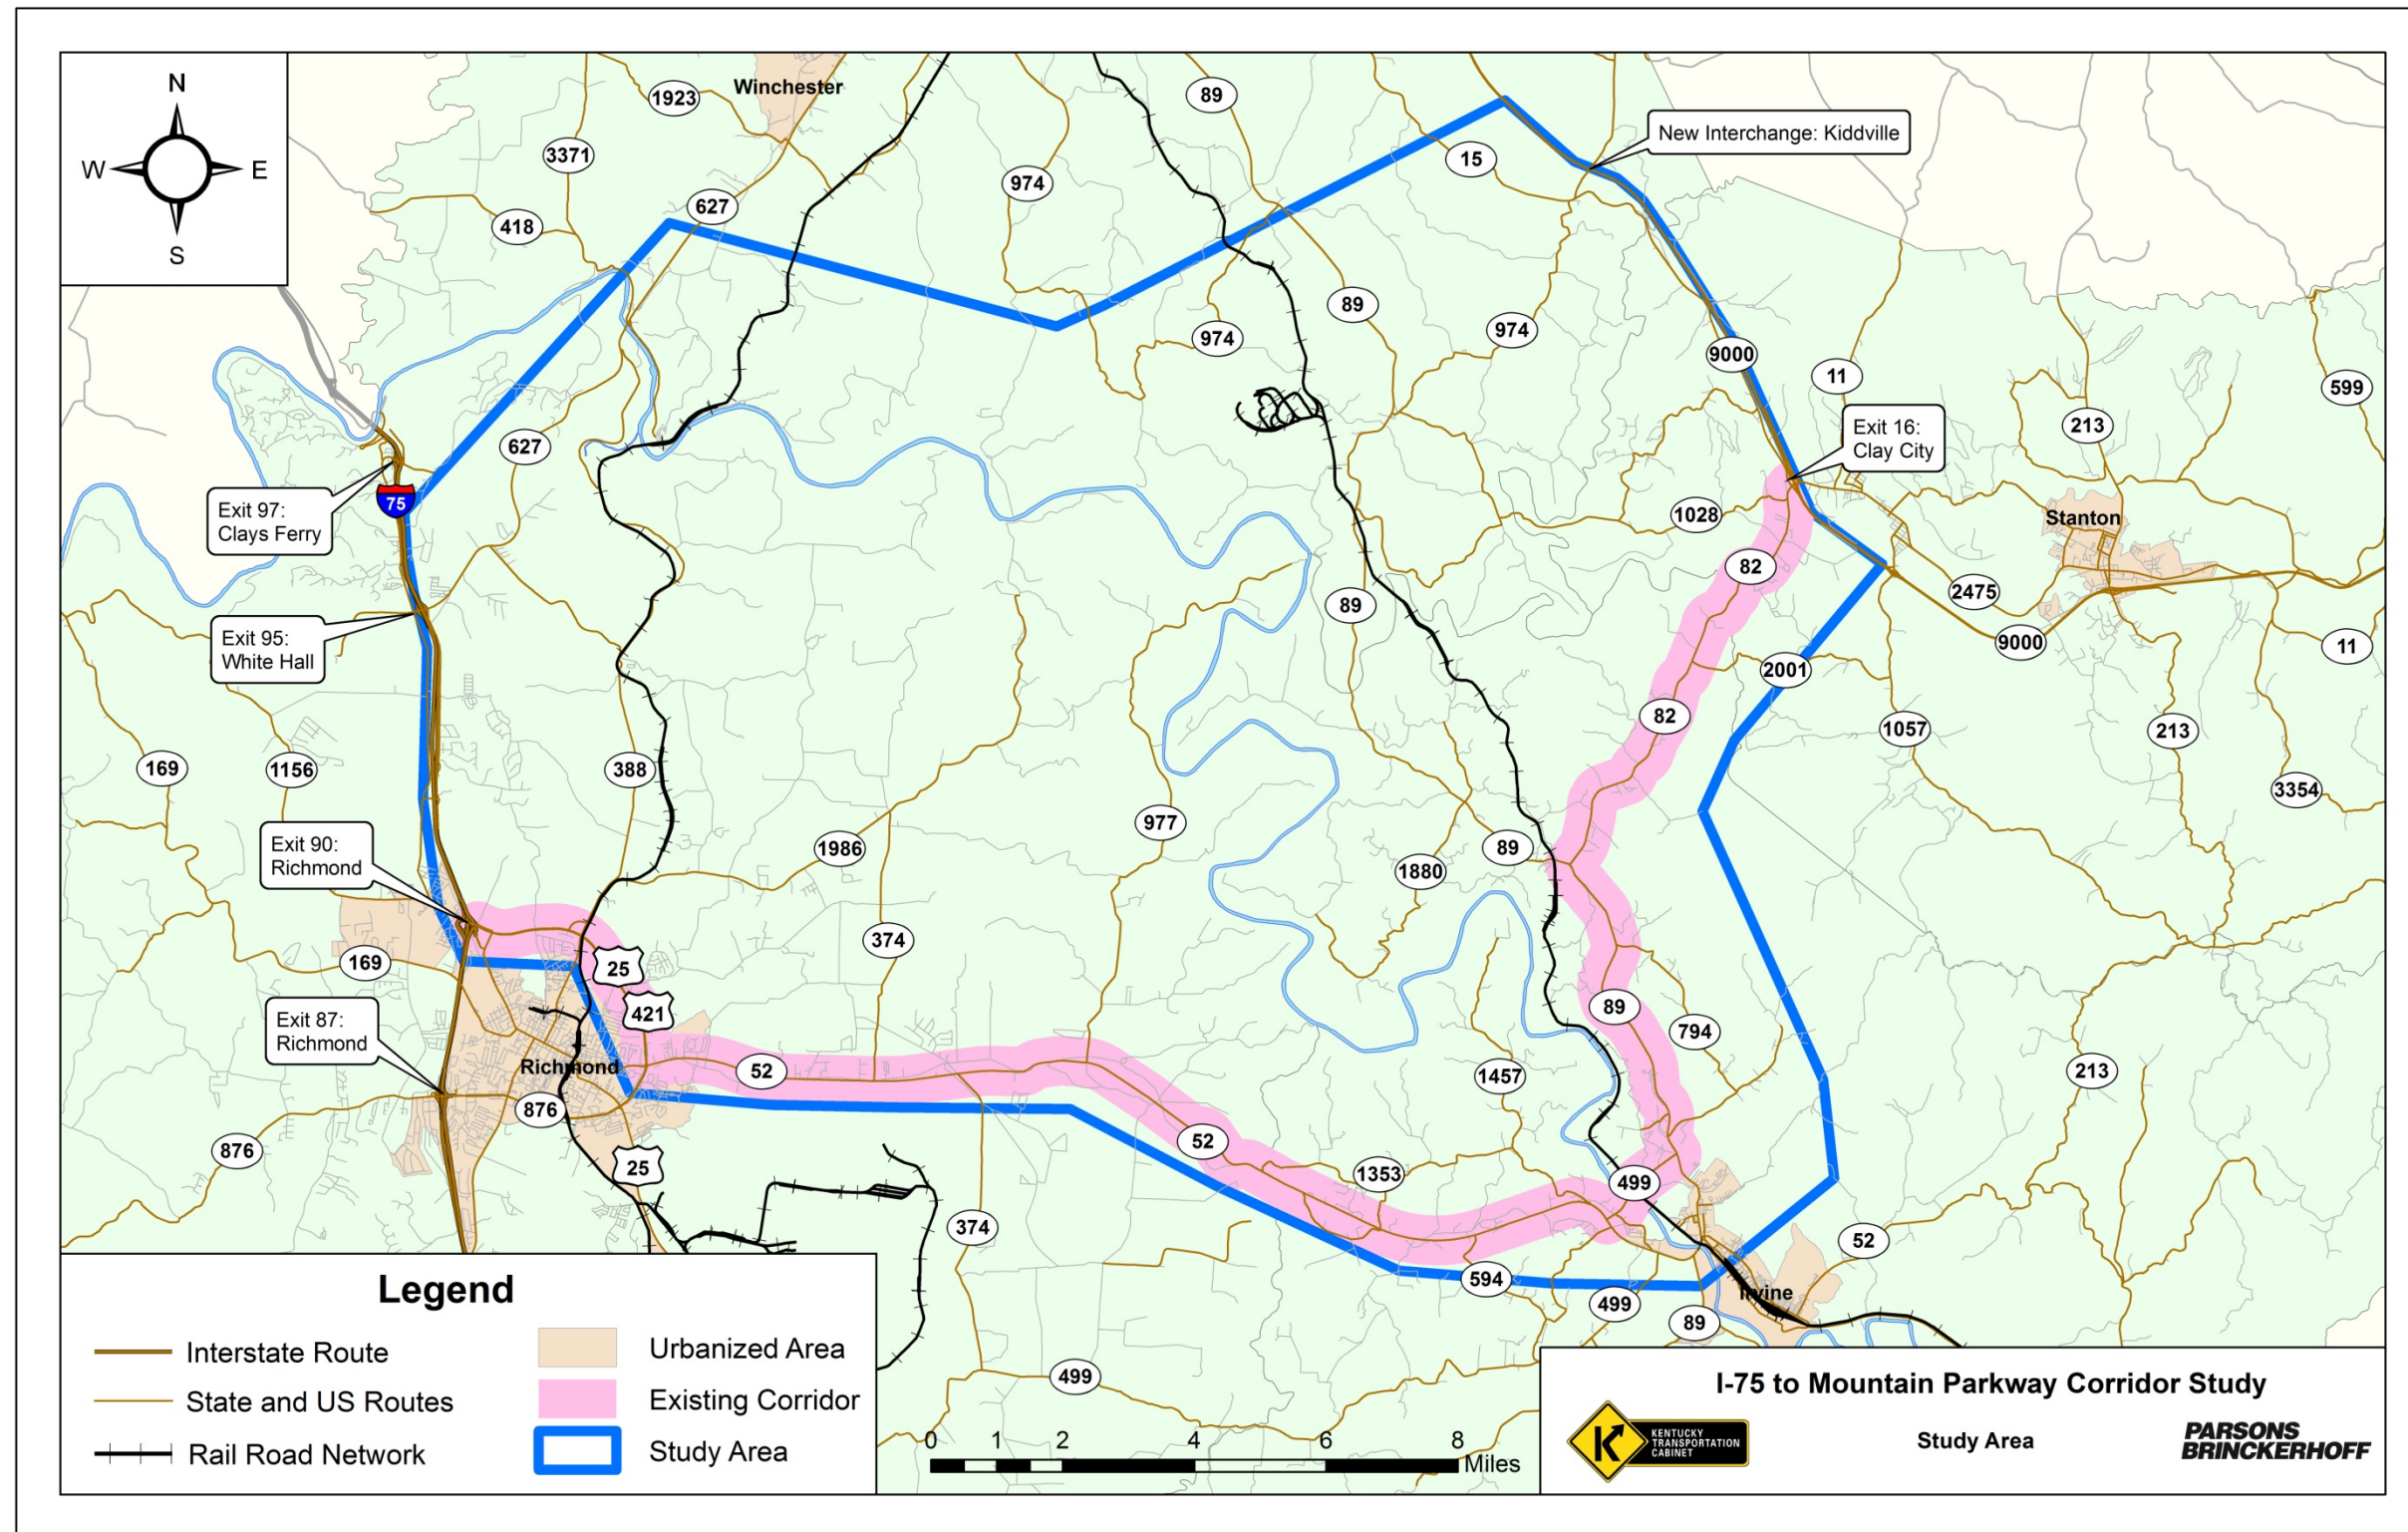 N
W
E
S
Winchester
1923
89
3371
15
974
627
418
New Interchange: Kiddville
89
974
974
9000
11
599
213
Exit 16:
Clay City
627
Exit 97:
Clays Ferry
75
1028
Stanton
82
2475
89
Exit 95:
White Hall
9000
11
2001
82
1057
213
169
1156
388
3354
977
Exit 90:
Richmond
1986
89
1880
374
169
25
421
89
794
Exit 87:
Richmond
Richmond
52
1457
213
876
876
52
25
1353
499
374
52
594
Irvine
499
89
499
Legend
Interstate Route
State and US Routes
Rail Road Network
Urbanized Area
Existing Corridor
Study Area
0 1 2 4 6 8
Miles
I-75 to Mountain Parkway Corridor Study
KENTUCKY
TRANSPORTATION
CABINET
Study Area
PARSONS
BRINCKERHOFF